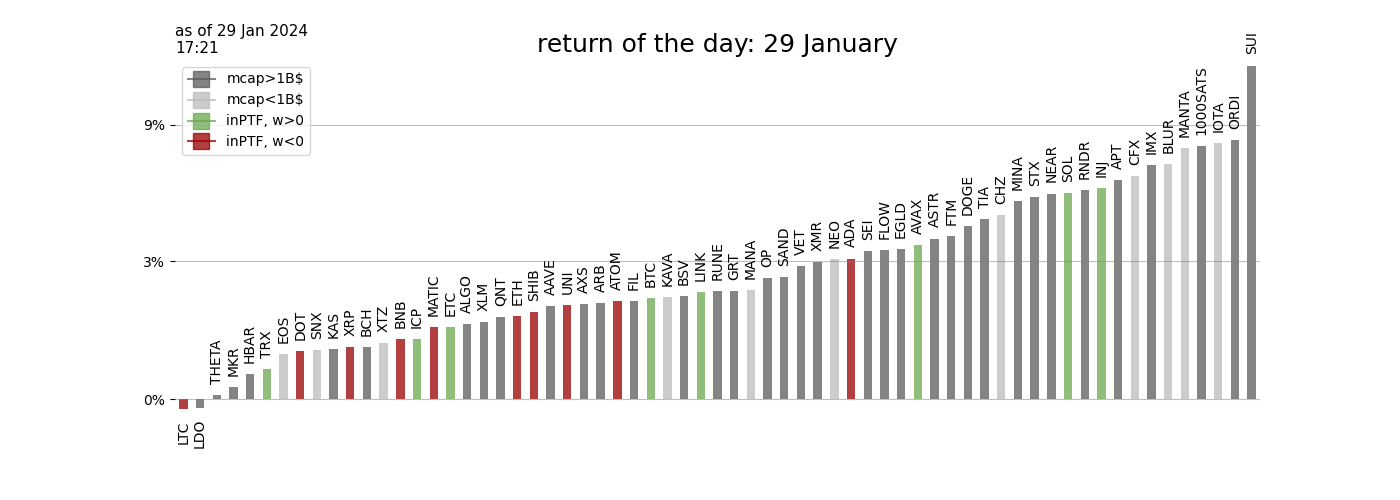 as of 29 Jan 2024
17:21
return of the day: 29 January
mcap>1B$
mcap<1B$
inPTF, w>0
inPTF, w<0
9%
3%
0%
LTC
LDO
THETA
MKR
HBAR
TRX
EOS
DOT
SNX
KAS
XRP
BCH
XTZ
BNB
ICP
MATIC
ETC
ALGO
XLM
QNT
ETH
SHIB
AAVE
UNI
AXS
ARB
ATOM
FIL
BTC
KAVA
BSV
LINK
RUNE
GRT
MANA
OP
SAND
VET
XMR
NEO
ADA
SEI
FLOW
EGLD
AVAX
ASTR
FTM
DOGE
TIA
CHZ
MINA
STX
NEAR
SOL
RNDR
INJ
APT
CFX
IMX
BLUR
MANTA
1000SATS
IOTA
ORDI
SUI